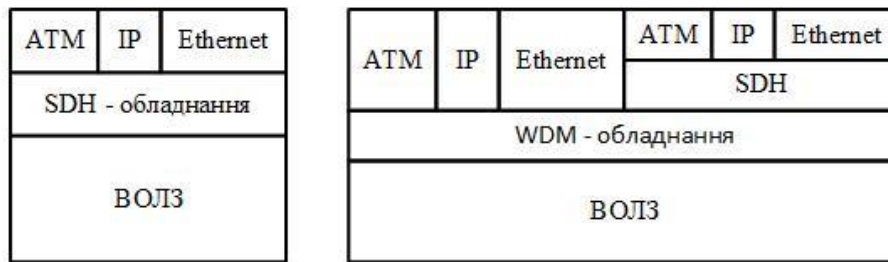 ATM IP Ethernet
SDH - обладнання
ВОЛЗ
ATM IP Ethernet
ATM IP Ethernet
SDH
WDM - обладнання
ВОЛЗ